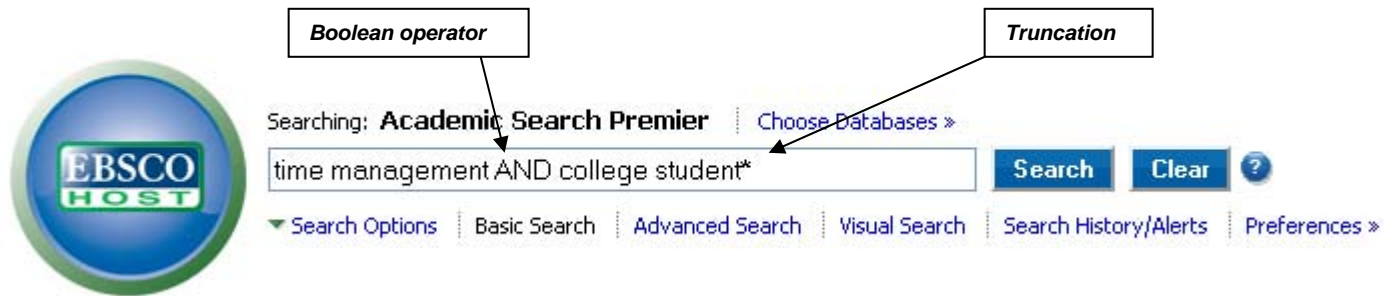 Boolean operator
Truncation
Searching: Academic Search Premier Choose Databases »
EBSCO
HOST
time management AND college student*
Search Clear ?
Search Options Basic Search Advanced Search Visual Search Search History/Alerts Preferences »